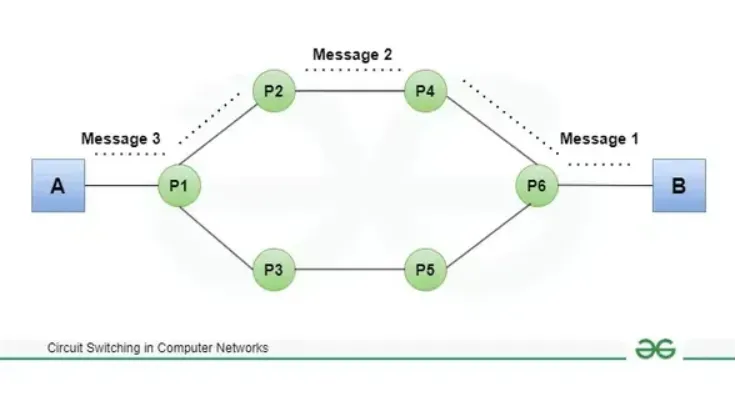 Message 2
P2
P4
Message 3
Message 1
A
P1
P6
B
P3
P5
Circuit Switching in Computer Networks